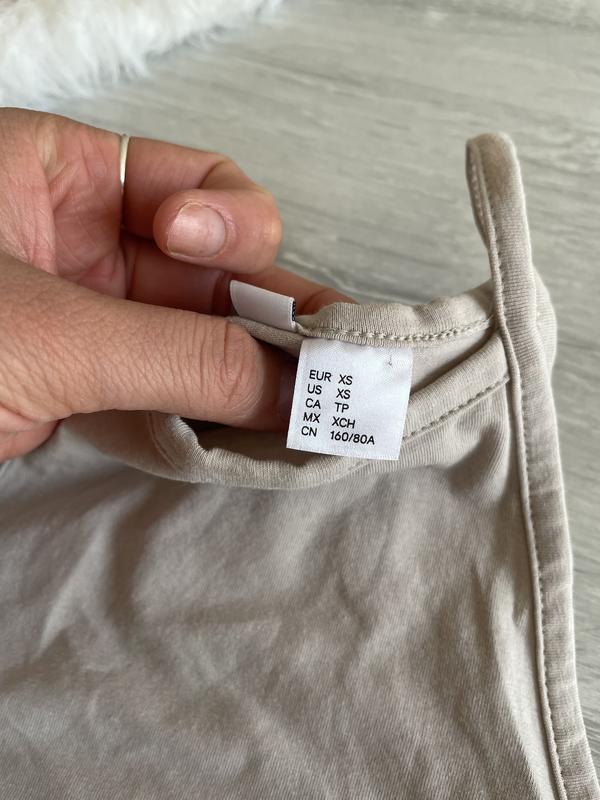 EUR XS
US XS
CA TP
MX XCH
CN 160/80A